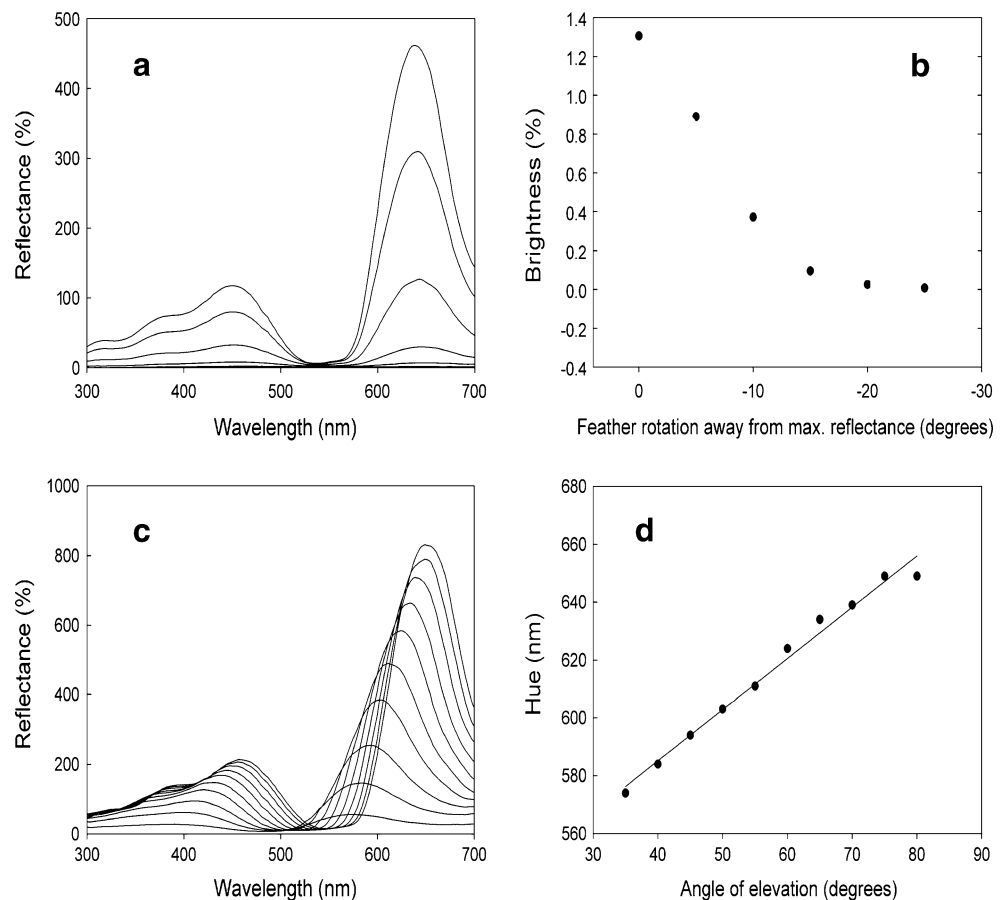 a
500
400
300
200
100
0
Reflectance (%)
300 400 500 600 700
Wavelength (nm)
b
1.4
1.2
1.0
0.8
0.6
0.4
0.2
0.0
-0.2
-0.4
Brightness (%)
0 -10 -20 -30
Feather rotation away from max. reflectance (degrees)
c
1000
800
600
400
200
0
Reflectance (%)
300 400 500 600 700
Wavelength (nm)
d
680
660
640
620
600
580
560
Hue (nm)
30 40 50 60 70 80 90
Angle of elevation (degrees)